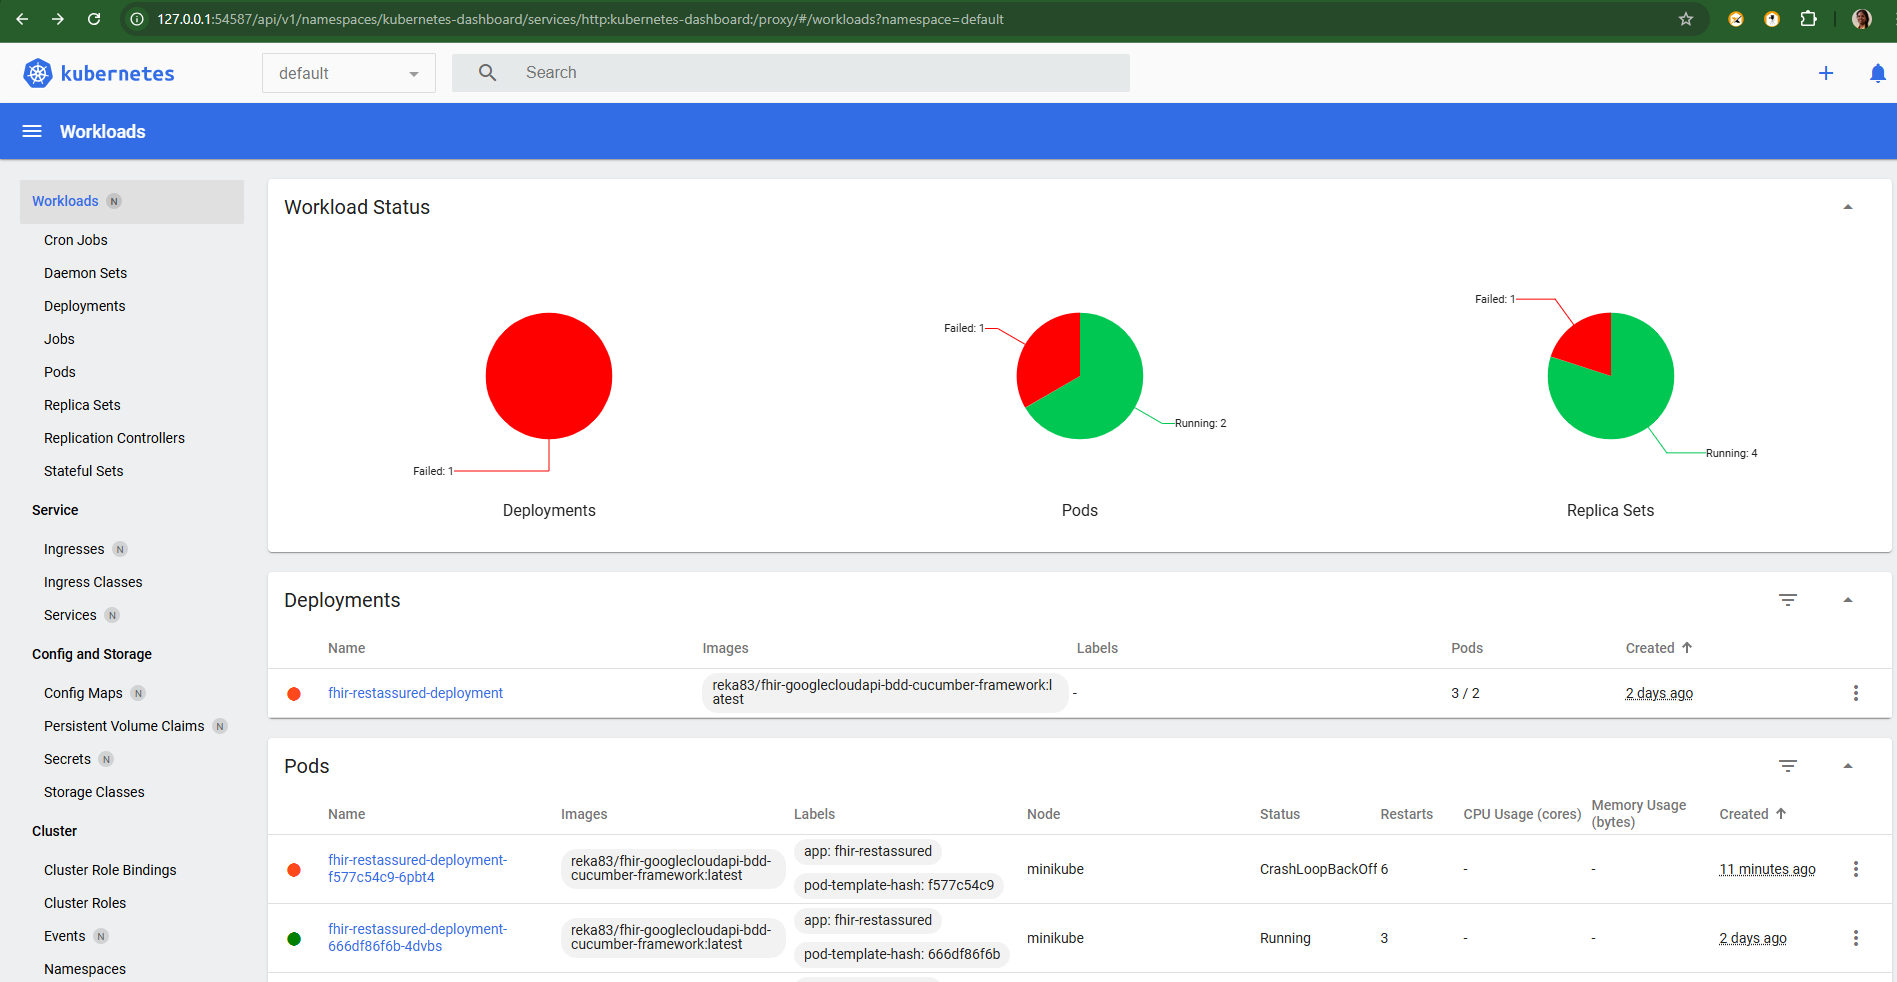 127.0.0.1:54587/api/v1/namespaces/kubernetes-dashboard/services/http:kubernetes-dashboard:/proxy/#/workloads?namespace=default
kubernetes
default
Search
Workloads
Workloads N
Cron Jobs
Daemon Sets
Deployments
Jobs
Pods
Replica Sets
Replication Controllers
Stateful Sets
Service
Ingresses N
Ingress Classes
Services N
Config and Storage
Config Maps N
Persistent Volume Claims N
Secrets N
Storage Classes
Cluster
Cluster Role Bindings
Cluster Roles
Events N
Namespaces
Workload Status
Failed: 1
Deployments
Failed: 1
Running: 2
Pods
Failed: 1
Running: 4
Replica Sets
Deployments
Name Images Labels Pods Created
fhir-restassured-deployment
reka83/fhir-googlecloudapi-bdd-cucumber-framework:l
atest
-
3 / 2
2 days ago
Pods
Name Images Labels Node Status Restarts CPU Usage (cores) Memory Usage
(bytes)
Created
fhir-restassured-deployment-
f577c54c9-6pbt4
reka83/fhir-googlecloudapi-bdd-
cucumber-framework:latest
app: fhir-restassured
pod-template-hash: f577c54c9
minikube
CrashLoopBackOff 6
-
-
11 minutes ago
fhir-restassured-deployment-
666df86f6b-4dvbs
reka83/fhir-googlecloudapi-bdd-
cucumber-framework:latest
app: fhir-restassured
pod-template-hash: 666df86f6b
minikube
Running
3
-
-
2 days ago